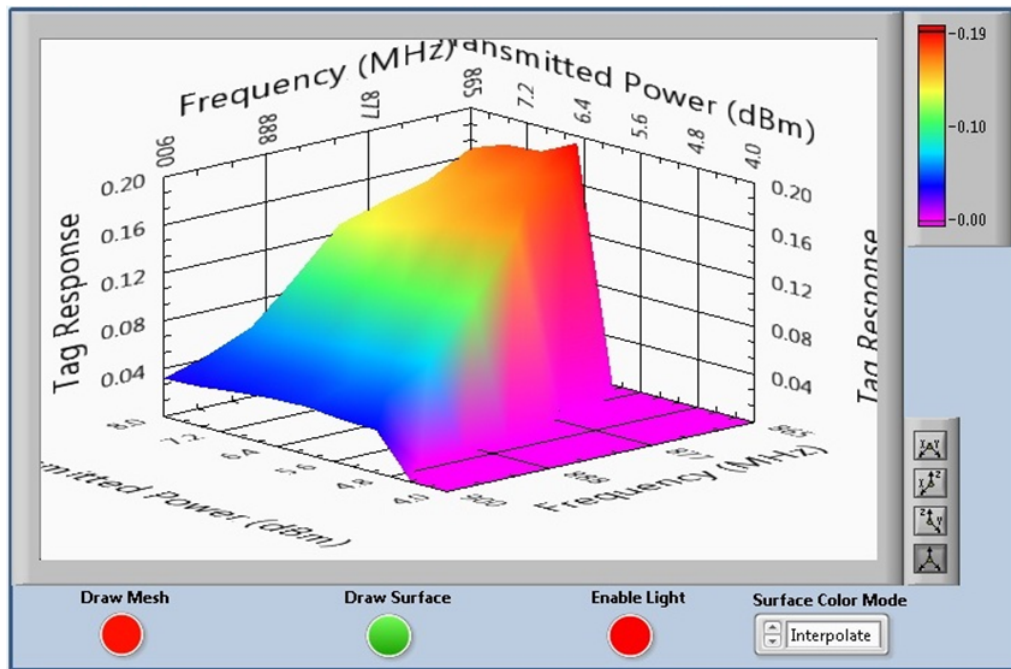 Frequency (MHz)
ransmitted Power (dBm)
900
888
877
865
7.2
6.4
5.6
4.8
4.0
0.20
0.16
0.12
0.08
0.04
Tag Response
0.20
0.16
0.12
0.08
0.04
Tag Response
8.0
7.2
6.4
5.6
4.8
4.0
mitted Power (dBm)
900
888
877
865
Frequency (MHz)
-0.19
-0.10
-0.00
X Y
X Z
Z Y
Draw Mesh
Draw Surface
Enable Light
Surface Color Mode
Interpolate